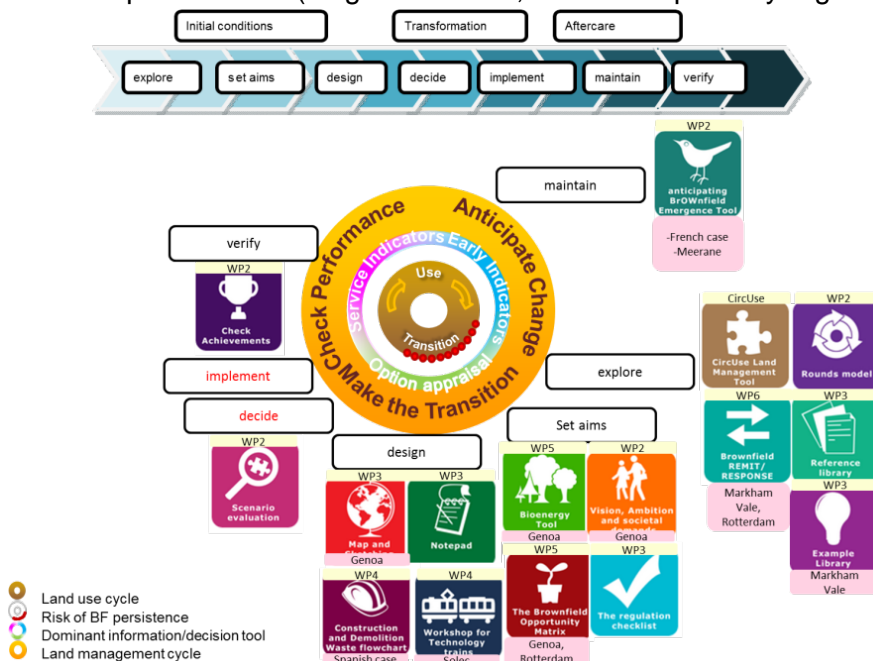 Initial conditions
Transformation
Aftercare
explore
set aims
design
decide
implement
maintain
verify
WP2
anticipating
BrOWnfield
Emergence Tool
-French case
-Meerane
maintain
verify
WP2
Check
Achievements
Check Performance
Anticipate Change
Make the Transition
Service Indicators
Early Indicators
Option appraisal
Use
Transition
implement
decide
WP2
Scenario
evaluation
explore
CircUse
CircUse Land
Management
Tool
WP2
Rounds model
WP6
Brownfield
REMIT/
RESPONSE
Markham
Vale,
Rotterdam
WP3
Reference
library
WP3
Example
Library
Markham
Vale
Set aims
WP5
Bioenergy
Tool
Genoa
WP2
Vision, Ambition
and societal
Genoa
WP5
The Brownfield
Opportunity
Matrix
Genoa,
Rotterdam
WP3
The regulation
checklist
design
WP3
Map and
Genoa
WP3
Notepad
WP4
Construction
and Demolition
Waste flowchart
Spanish case
WP4
Workshop for
Technology
trains
Land use cycle
Risk of BF persistence
Dominant information/decision tool
Land management cycle